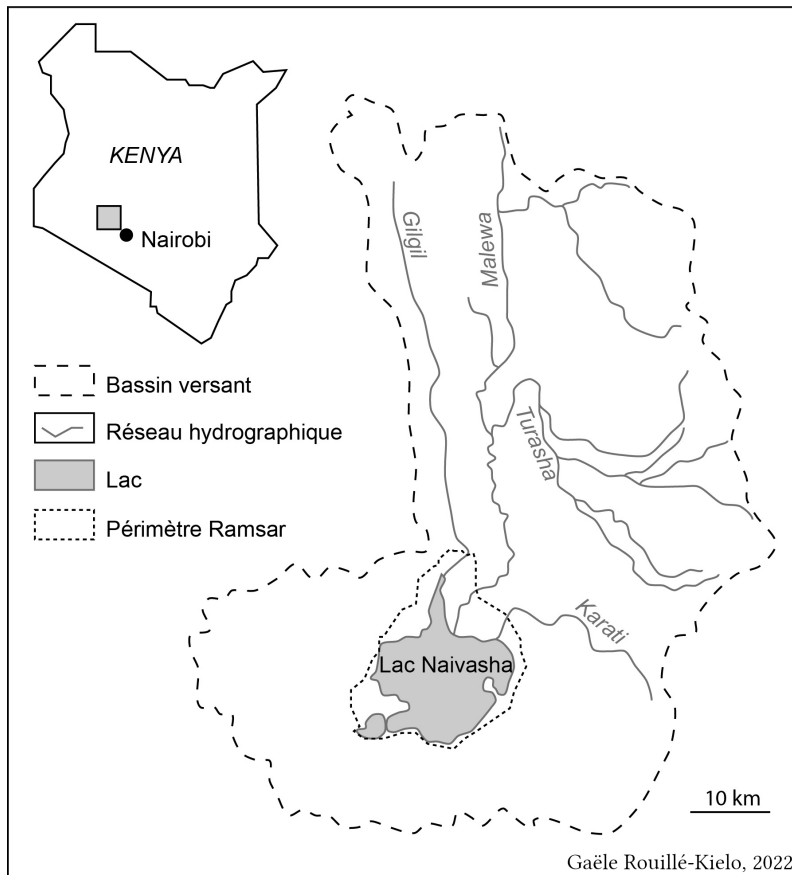 KENYA
Nairobi
Bassin versant
Réseau hydrographique
Lac
Périmètre Ramsar
Gilgil
Malewa
Turasha
Karati
Lac Naivasha
10 km
Gaële Rouillé-Kielo, 2022